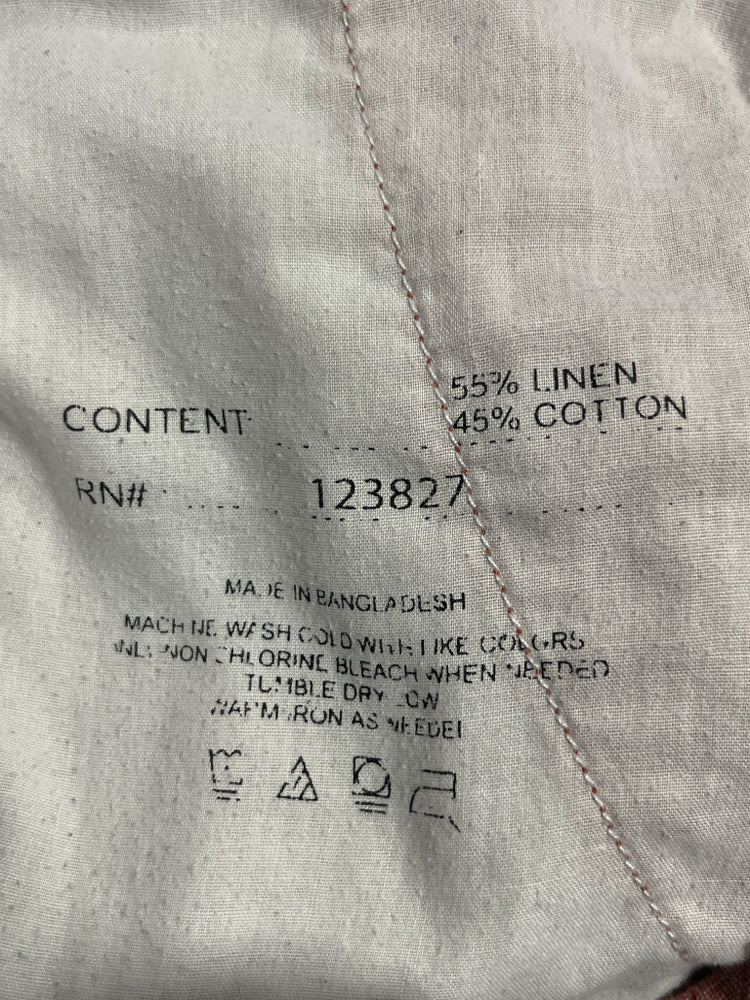 CONTENT 55% LINEN
45% COTTON
RN# 123827
MADE IN BANGLADESH
MACHINE WASH COLD WITH LIKE COLORS
ONLY NON CHLORINE BLEACH WHEN NEEDED
TUMBLE DRY LOW
WARM IRON AS NEEDED